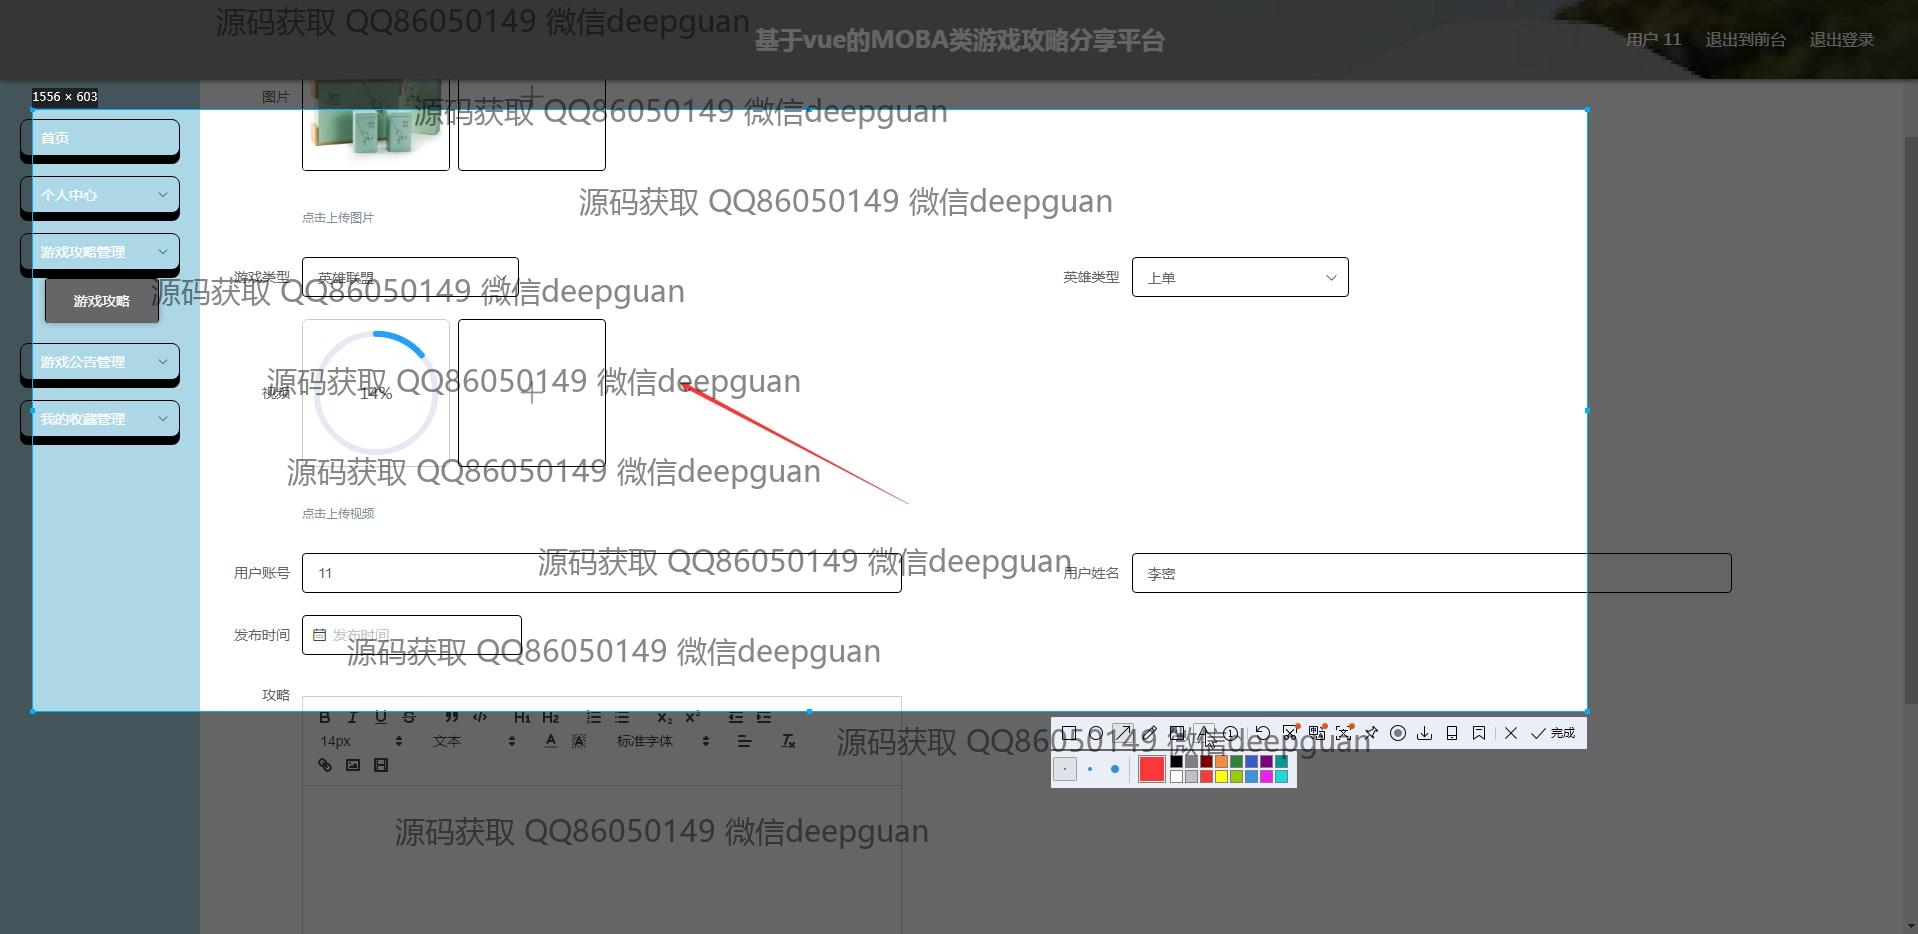 源码获取 QQ86050149 微信deepguan
基于vue的MOBA类游戏攻略分享平台
用户 11
退出到前台
退出登录
1556 × 603
图片
源码获取 QQ86050149 微信deepguan
首页
个人中心
源码获取 QQ86050149 微信deepguan
点击上传图片
游戏攻略管理
游戏类型
英雄联盟
英雄类型
上单
游戏攻略
源码获取 QQ86050149 微信deepguan
游戏公告管理
源码获取 QQ86050149 微信deepguan
视频
14%
我的收藏管理
源码获取 QQ86050149 微信deepguan
点击上传视频
源码获取 QQ86050149 微信deepguan
用户账号
11
用户姓名
李密
发布时间
发布时间
源码获取 QQ86050149 微信deepguan
攻略
B I U S H1 H2 X₂ X²
14px
文本
标准字体
源码获取 QQ86050149 微信deepguan
完成
源码获取 QQ86050149 微信deepguan